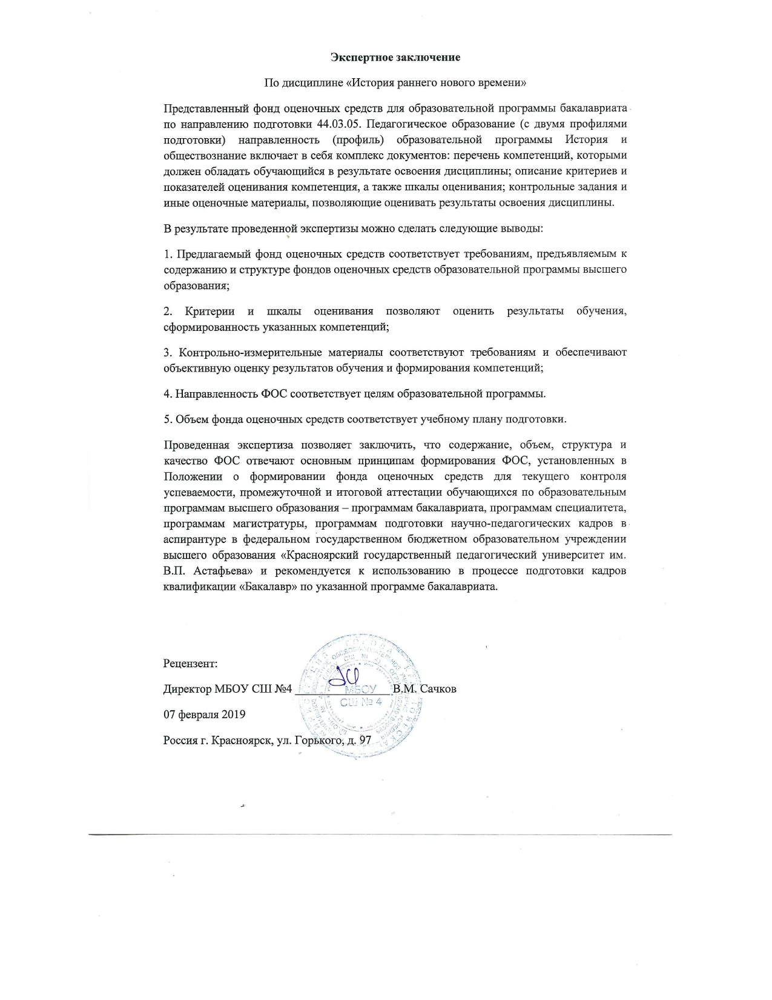 Экспертное заключение
По дисциплине «История раннего нового времени»
Представленный фонд оценочных средств для образовательной программы бакалавриата
по направлению подготовки 44.03.05. Педагогическое образование (с двумя профилями
подготовки) направленность (профиль) образовательной программы История и
обществознание включает в себя комплекс документов: перечень компетенций, которыми
должен обладать обучающийся в результате освоения дисциплины; описание критериев и
показателей оценивания компетенция, а также шкалы оценивания; контрольные задания и
иные оценочные материалы, позволяющие оценивать результаты освоения дисциплины.
В результате проведенной экспертизы можно сделать следующие выводы:
1. Предлагаемый фонд оценочных средств соответствует требованиям, предъявляемым к
содержанию и структуре фондов оценочных средств образовательной программы высшего
образования;
2. Критерии и шкалы оценивания позволяют оценить результаты обучения,
сформированность указанных компетенций;
3. Контрольно-измерительные материалы соответствуют требованиям и обеспечивают
объективную оценку результатов обучения и формирования компетенций;
4. Направленность ФОС соответствует целям образовательной программы.
5. Объем фонда оценочных средств соответствует учебному плану подготовки.
Проведенная экспертиза позволяет заключить, что содержание, объем, структура и
качество ФОС отвечают основным принципам формирования ФОС, установленных в
Положении о формировании фонда оценочных средств для текущего контроля
успеваемости, промежуточной и итоговой аттестации обучающихся по образовательным
программам высшего образования – программам бакалавриата, программам специалитета,
программам магистратуры, программам подготовки научно-педагогических кадров в
аспирантуре в федеральном государственном бюджетном образовательном учреждении
высшего образования «Красноярский государственный педагогический университет им.
В.П. Астафьева» и рекомендуется к использованию в процессе подготовки кадров
квалификации «Бакалавр» по указанной программе бакалавриата.
Рецензент:
Директор МБОУ СШ №4 ________________ В.М. Сачков
МБОУ
СШ № 4
07 февраля 2019
Россия г. Красноярск, ул. Горького, д. 97